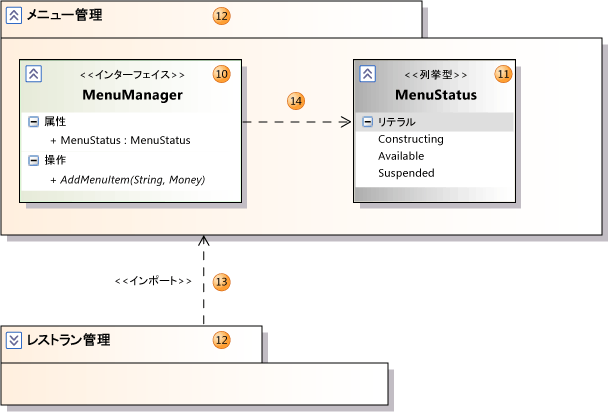 メニュー管理 12
<<インターフェイス>> 10
MenuManager
属性
+ MenuStatus : MenuStatus
操作
+ AddMenuItem(String, Money)
14
<<列挙型>> 11
MenuStatus
リテラル
Constructing
Available
Suspended
<<インポート>> 13
レストラン管理 12